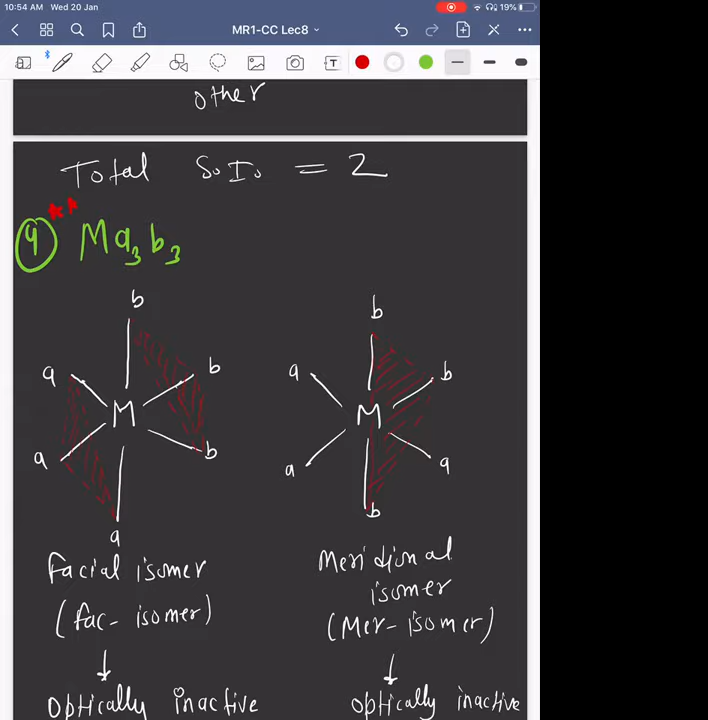 10:54 AM Wed 20 Jan 19%
MR1-CC Lec8
T
other
Total S.I. = 2
9 Ma3b3
b
a b
M
a b
a
b
a b
M
a a
b
Facial isomer
(fac- isomer)
↓
Optically inactive
Meridional
isomer
(Mer- isomer)
↓
optically inactive